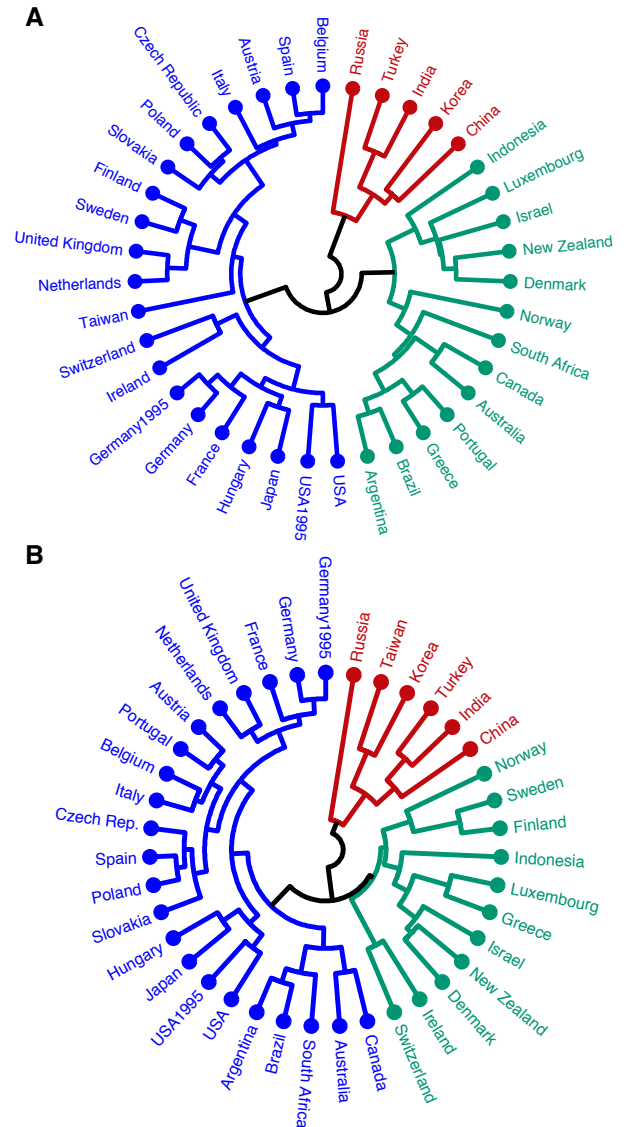 A
Russia
Turkey
India
Korea
China
Indonesia
Luxembourg
Israel
New Zealand
Denmark
Norway
South Africa
Canada
Australia
Portugal
Greece
Brazil
Argentina
USA
USA1995
Japan
Hungary
France
Germany
Germany1995
Ireland
Switzerland
Taiwan
Netherlands
United Kingdom
Sweden
Finland
Slovakia
Poland
Czech Republic
Italy
Austria
Spain
Belgium
B
Russia
Taiwan
Korea
Turkey
India
China
Norway
Sweden
Finland
Indonesia
Luxembourg
Greece
Israel
New Zealand
Denmark
Ireland
Switzerland
Canada
Australia
South Africa
Brazil
Argentina
USA
USA1995
Japan
Hungary
Slovakia
Poland
Spain
Czech Rep.
Italy
Belgium
Portugal
Austria
Netherlands
United Kingdom
France
Germany
Germany1995